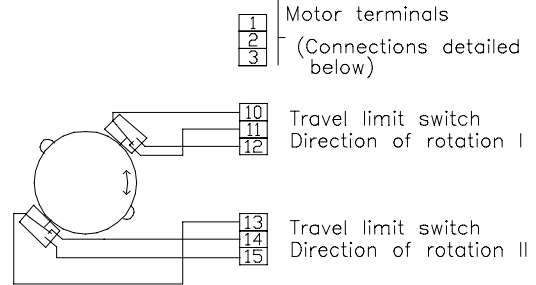 Motor terminals
1
2
3
(Connections detailed
below)
10
11
12
Travel limit switch
Direction of rotation I
13
14
15
Travel limit switch
Direction of rotation II